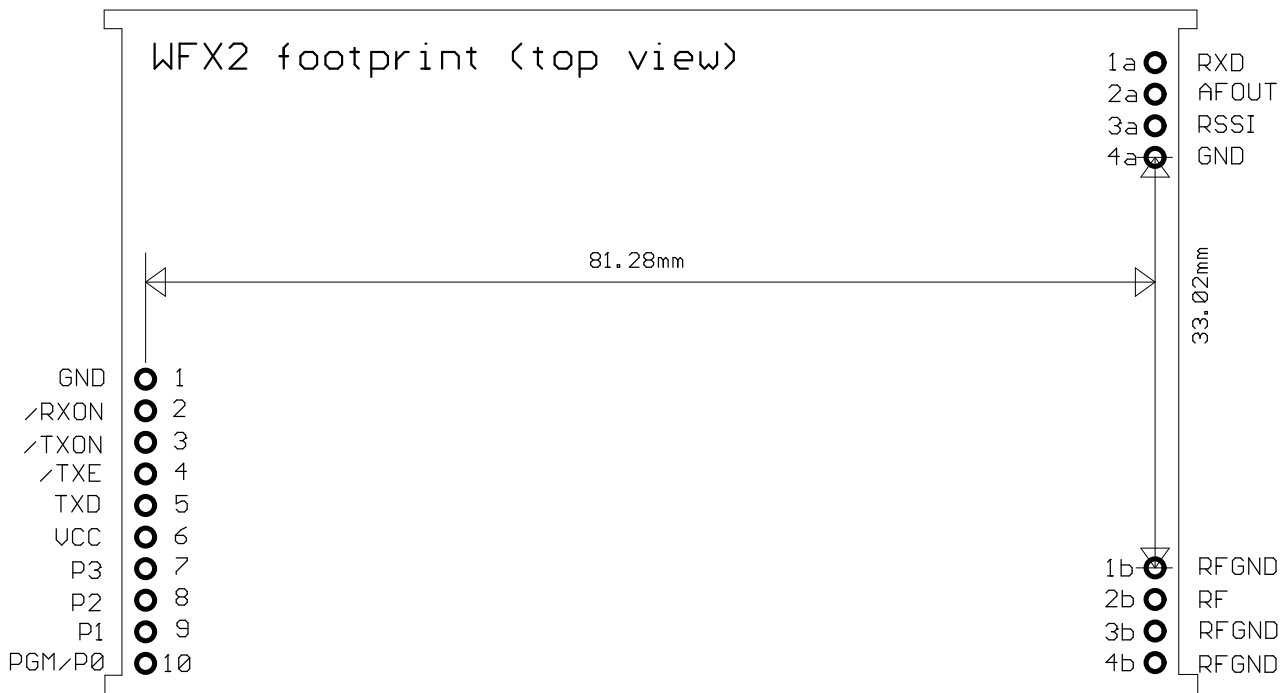 WFX2 footprint (top view)
1a RXD
2a AFOUT
3a RSSI
4a GND
81.28mm
33.02mm
GND 1
/RXON 2
/TXON 3
/TXE 4
TXD 5
VCC 6
P3 7
P2 8
P1 9
PGM/P0 10
1b RFGND
2b RF
3b RFGND
4b RFGND